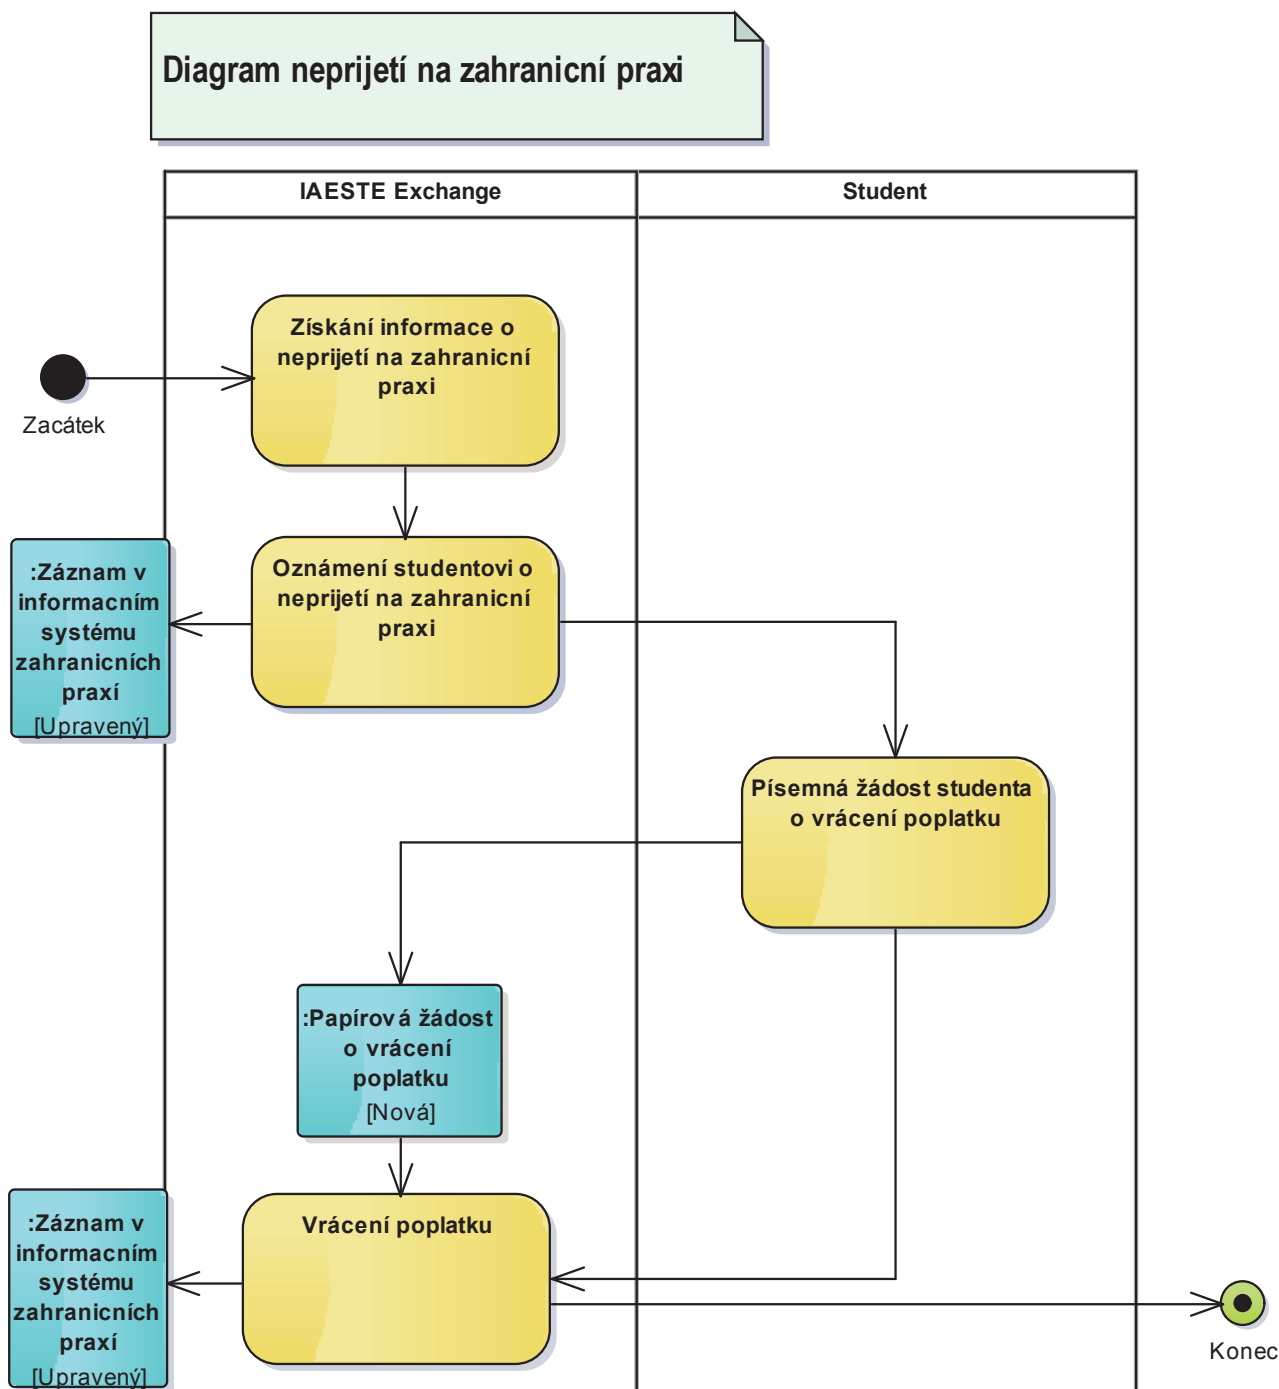 Diagram neprijetí na zahranicní praxi
IAESTE Exchange
Student
Získání informace o
neprijetí na zahranicní
praxi
Zacátek
Oznámení studentovi o
neprijetí na zahranicní
praxi
:Záznam v
informacním
systému
zahranicních
praxí
[Upravený]
Písemná žádost studenta
o vrácení poplatku
:Papírová žádost
o vrácení
poplatku
[Nová]
Vrácení poplatku
:Záznam v
informacním
systému
zahranicních
praxí
[Upravený]
Konec